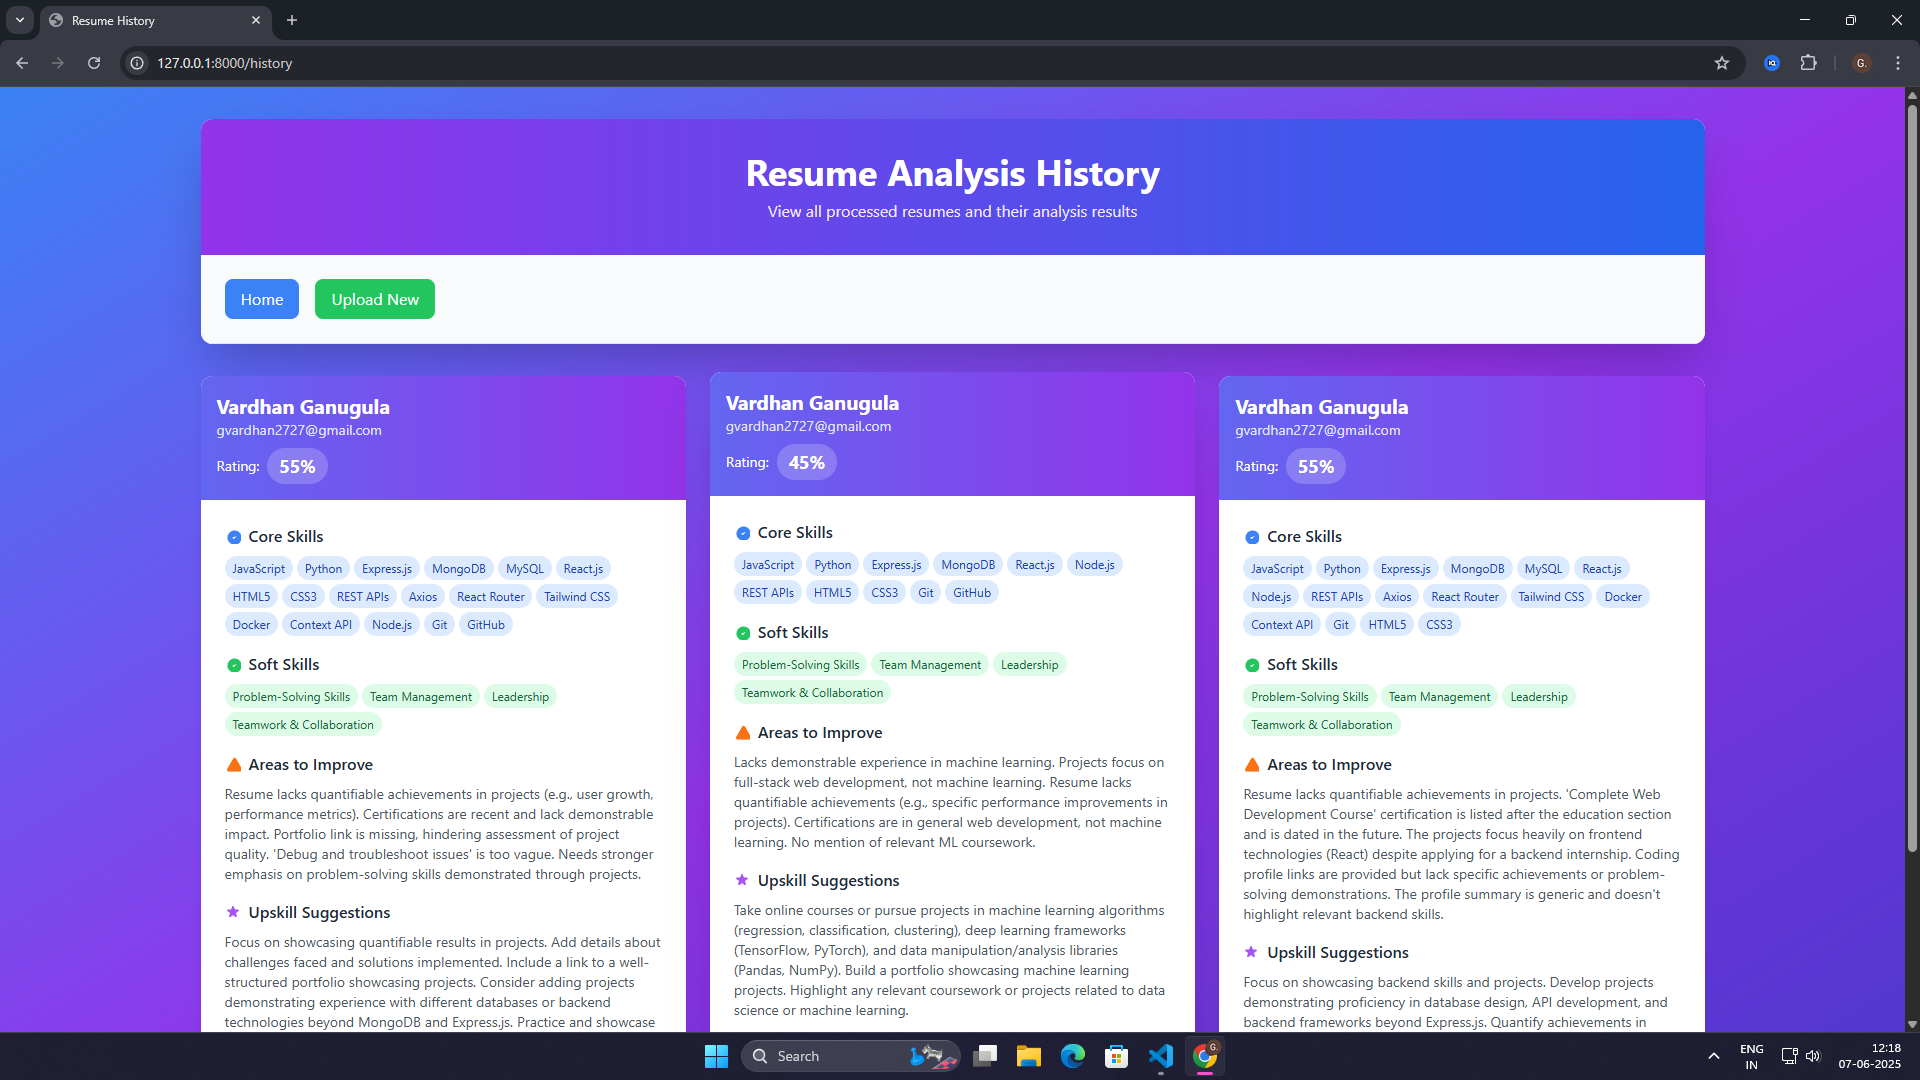 Resume History
127.0.0.1:8000/history
G.
Resume Analysis History
View all processed resumes and their analysis results
Home
Upload New
Vardhan Ganugula
gvardhan2727@gmail.com
Rating: 55%
Core Skills
JavaScript Python Express.js MongoDB MySQL React.js
HTML5 CSS3 REST APIs Axios React Router Tailwind CSS
Docker Context API Node.js Git GitHub
Soft Skills
Problem-Solving Skills Team Management Leadership
Teamwork & Collaboration
Areas to Improve
Resume lacks quantifiable achievements in projects (e.g., user growth,
performance metrics). Certifications are recent and lack demonstrable
impact. Portfolio link is missing, hindering assessment of project
quality. 'Debug and troubleshoot issues' is too vague. Needs stronger
emphasis on problem-solving skills demonstrated through projects.
Upskill Suggestions
Focus on showcasing quantifiable results in projects. Add details about
challenges faced and solutions implemented. Include a link to a well-
structured portfolio showcasing projects. Consider adding projects
demonstrating experience with different databases or backend
technologies beyond MongoDB and Express.js. Practice and showcase
Vardhan Ganugula
gvardhan2727@gmail.com
Rating: 45%
Core Skills
JavaScript Python Express.js MongoDB React.js Node.js
REST APIs HTML5 CSS3 Git GitHub
Soft Skills
Problem-Solving Skills Team Management Leadership
Teamwork & Collaboration
Areas to Improve
Lacks demonstrable experience in machine learning. Projects focus on
full-stack web development, not machine learning. Resume lacks
quantifiable achievements (e.g., specific performance improvements in
projects). Certifications are in general web development, not machine
learning. No mention of relevant ML coursework.
Upskill Suggestions
Take online courses or pursue projects in machine learning algorithms
(regression, classification, clustering), deep learning frameworks
(TensorFlow, PyTorch), and data manipulation/analysis libraries
(Pandas, NumPy). Build a portfolio showcasing machine learning
projects. Highlight any relevant coursework or projects related to data
science or machine learning.
Vardhan Ganugula
gvardhan2727@gmail.com
Rating: 55%
Core Skills
JavaScript Python Express.js MongoDB MySQL React.js
Node.js REST APIs Axios React Router Tailwind CSS Docker
Context API Git HTML5 CSS3
Soft Skills
Problem-Solving Skills Team Management Leadership
Teamwork & Collaboration
Areas to Improve
Resume lacks quantifiable achievements in projects. 'Complete Web
Development Course' certification is listed after the education section
and is dated in the future. The projects focus heavily on frontend
technologies (React) despite applying for a backend internship. Coding
profile links are provided but lack specific achievements or problem-
solving demonstrations. The profile summary is generic and doesn't
highlight relevant backend skills.
Upskill Suggestions
Focus on showcasing backend skills and projects. Develop projects
demonstrating proficiency in database design, API development, and
backend frameworks beyond Express.js. Quantify achievements in
Search
G.
ENG
IN
12:18
07-06-2025